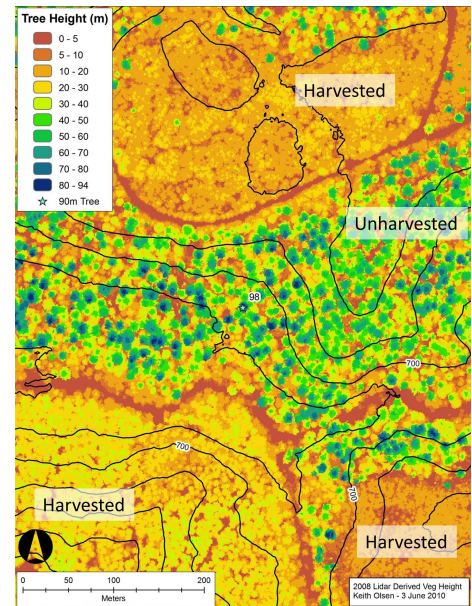 Tree Height (m)
0 - 5
5 - 10
10 - 20
20 - 30
30 - 40
40 - 50
50 - 60
60 - 70
70 - 80
80 - 94
90m Tree
Harvested
Unharvested
98
700
700
700
Harvested
Harvested
0 50 100 200
Meters
2008 Lidar Derived Veg Height
Keith Olsen - 3 June 2010